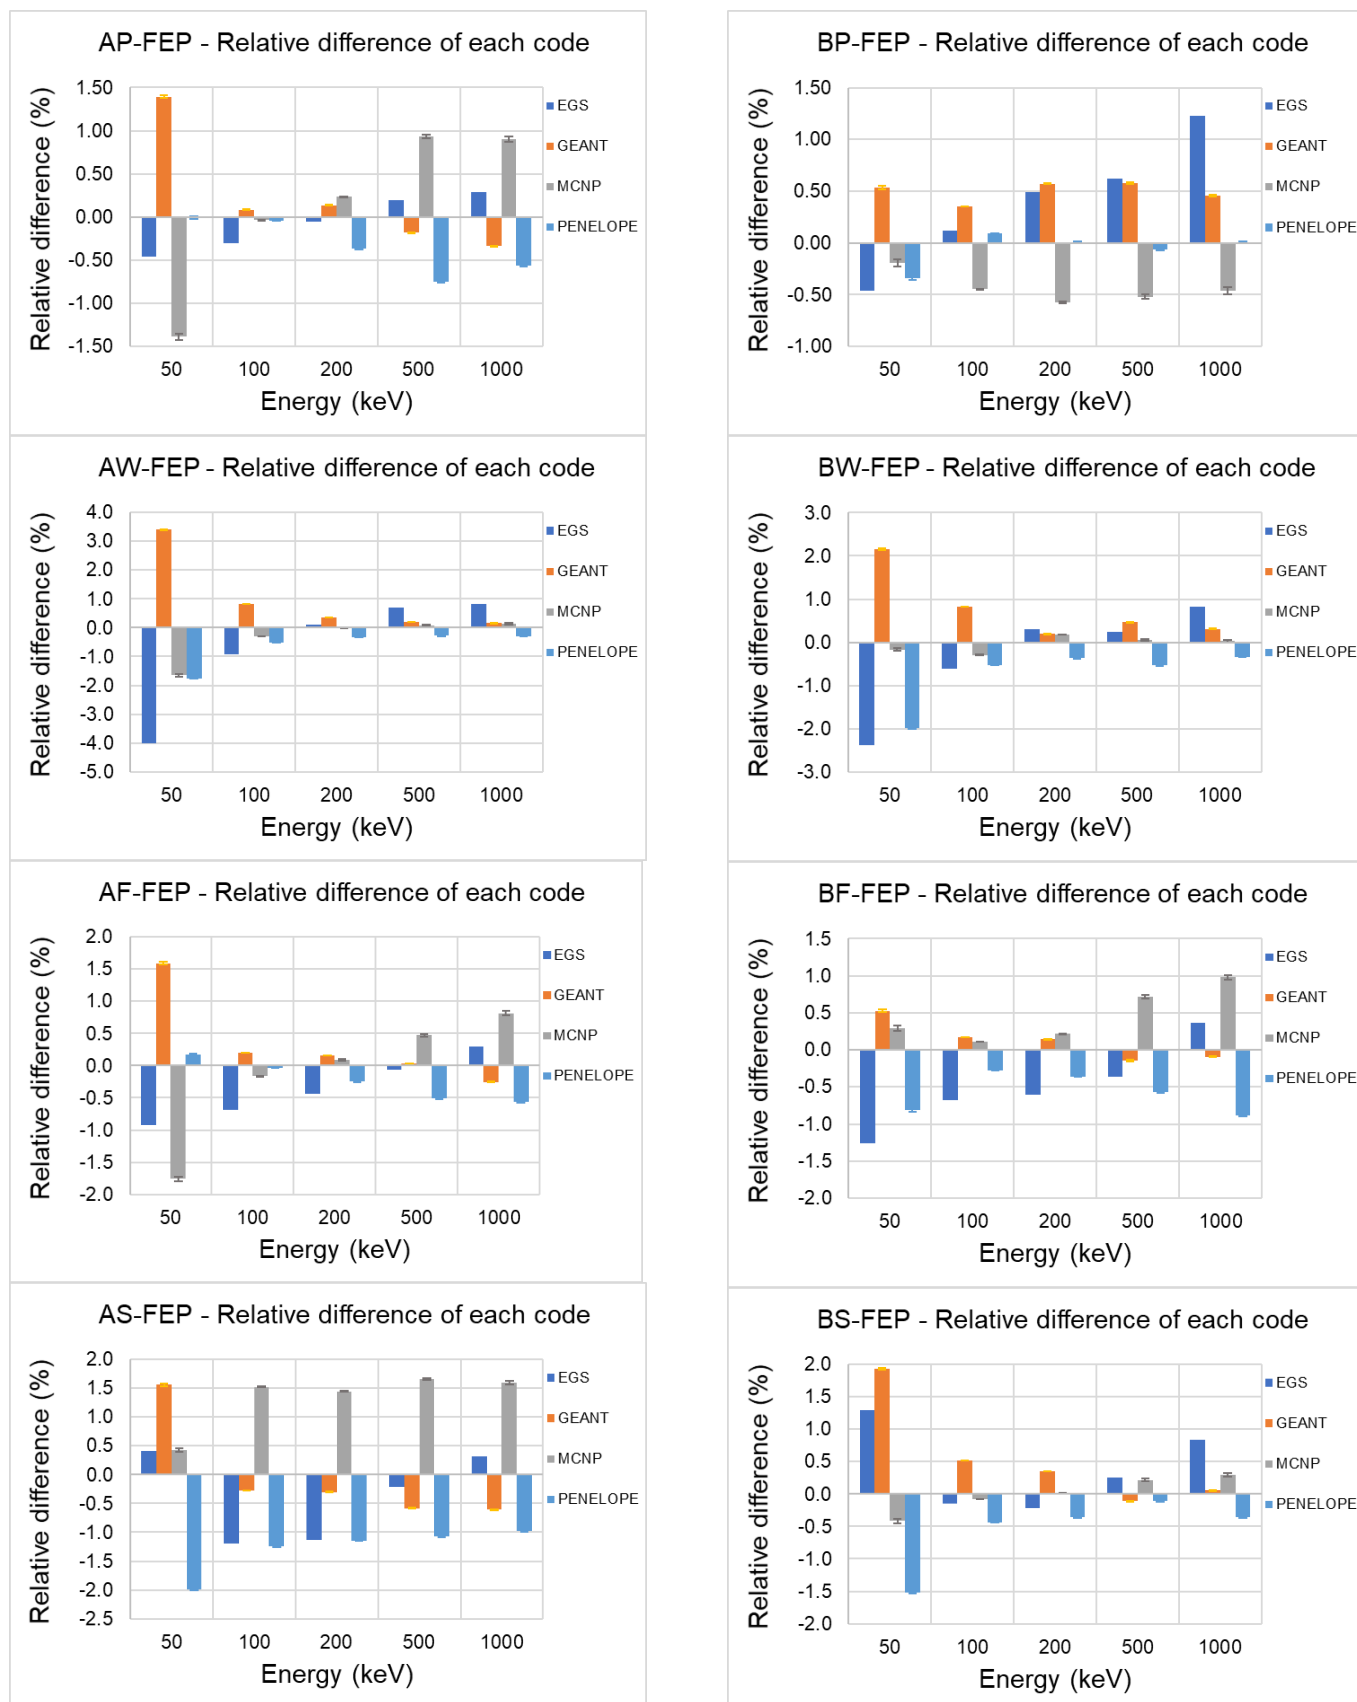 AP-FEP - Relative difference of each code
Relative difference (%)
1.50
1.00
0.50
0.00
-0.50
-1.00
-1.50
50 100 200 500 1000
Energy (keV)
EGS
GEANT
MCNP
PENELOPE
BP-FEP - Relative difference of each code
Relative difference (%)
1.50
1.00
0.50
0.00
-0.50
-1.00
50 100 200 500 1000
Energy (keV)
EGS
GEANT
MCNP
PENELOPE
AW-FEP - Relative difference of each code
Relative difference (%)
4.0
3.0
2.0
1.0
0.0
-1.0
-2.0
-3.0
-4.0
-5.0
50 100 200 500 1000
Energy (keV)
EGS
GEANT
MCNP
PENELOPE
BW-FEP - Relative difference of each code
Relative difference (%)
3.0
2.0
1.0
0.0
-1.0
-2.0
-3.0
50 100 200 500 1000
Energy (keV)
EGS
GEANT
MCNP
PENELOPE
AF-FEP - Relative difference of each code
Relative difference (%)
2.0
1.5
1.0
0.5
0.0
-0.5
-1.0
-1.5
-2.0
50 100 200 500 1000
Energy (keV)
EGS
GEANT
MCNP
PENELOPE
BF-FEP - Relative difference of each code
Relative difference (%)
1.5
1.0
0.5
0.0
-0.5
-1.0
-1.5
-2.0
50 100 200 500 1000
Energy (keV)
EGS
GEANT
MCNP
PENELOPE
AS-FEP - Relative difference of each code
Relative difference (%)
2.0
1.5
1.0
0.5
0.0
-0.5
-1.0
-1.5
-2.0
-2.5
50 100 200 500 1000
Energy (keV)
EGS
GEANT
MCNP
PENELOPE
BS-FEP - Relative difference of each code
Relative difference (%)
2.0
1.5
1.0
0.5
0.0
-0.5
-1.0
-1.5
-2.0
50 100 200 500 1000
Energy (keV)
EGS
GEANT
MCNP
PENELOPE